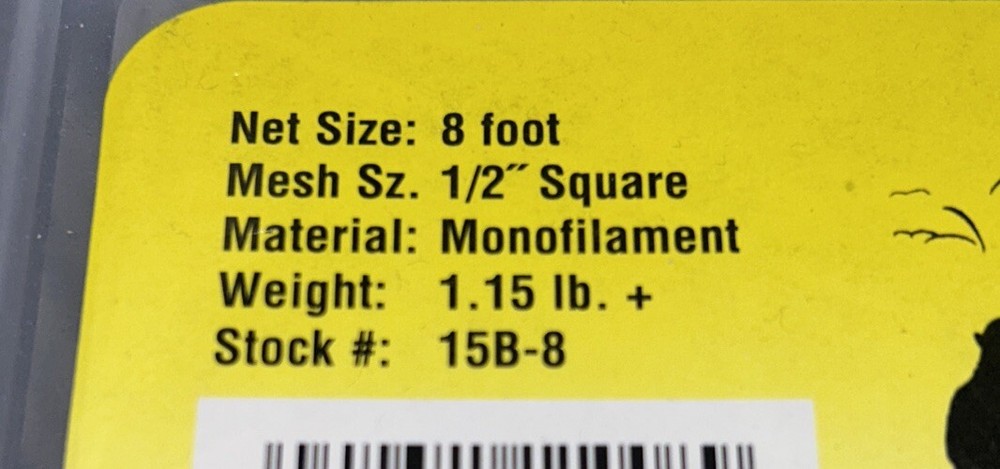 Net Size: 8 foot
Mesh Sz. 1/2″ Square
Material: Monofilament
Weight: 1.15 lb. +
Stock #: 15B-8